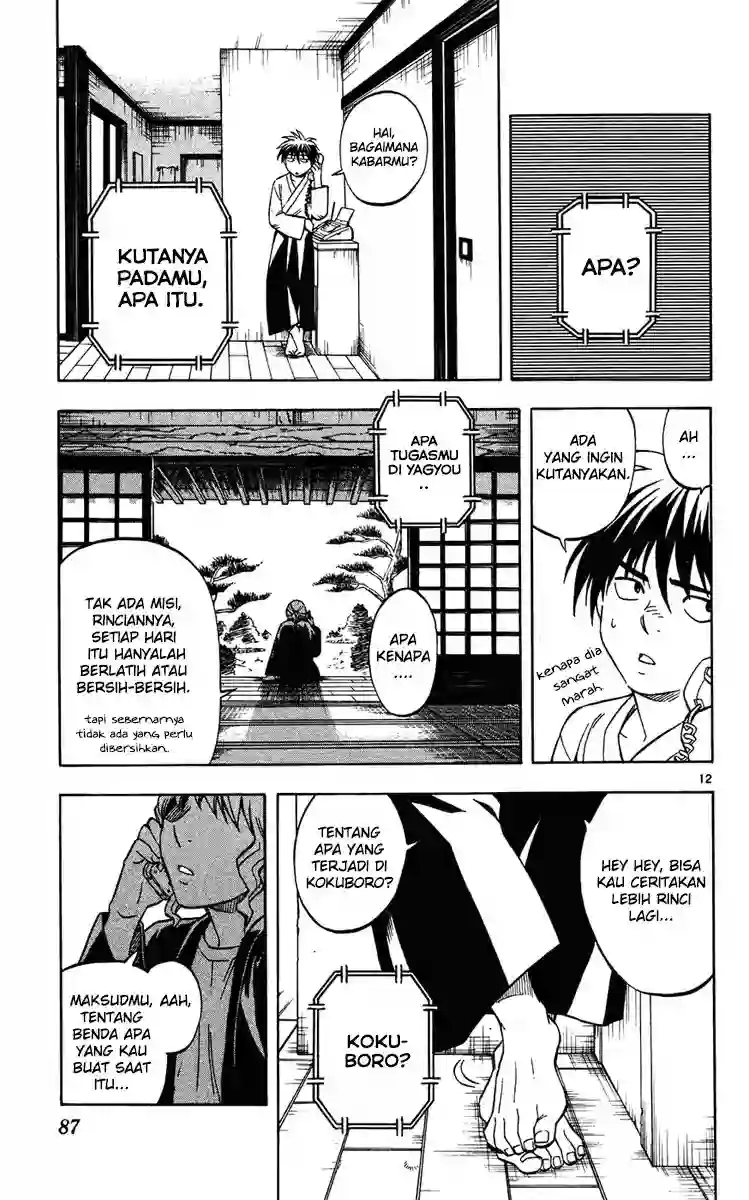 APA?
HAI,
BAGAIMANA
KABARMU?
KUTANYA
PADAMU,
APA ITU.
AH
...
ADA
YANG INGIN
KUTANYAKAN.
kenapa dia
sangat
marah.
APA
TUGASMU
DI YAGYOU
..
APA
KENAPA
....
TAK ADA MISI,
RINCIANNYA,
SETIAP HARI
ITU HANYALAH
BERLATIH ATAU
BERSIH-BERSIH.
tapi sebernarnya
tidak ada yang perlu
dibersihkan.
12
HEY HEY, BISA
KAU CERITAKAN
LEBIH RINCI
LAGI...
TENTANG
APA YANG
TERJADI DI
KOKUBORO?
KOKU-
BORO?
MAKSUDMU, AAH,
TENTANG
BENDA APA
YANG KAU
BUAT SAAT
ITU...
87